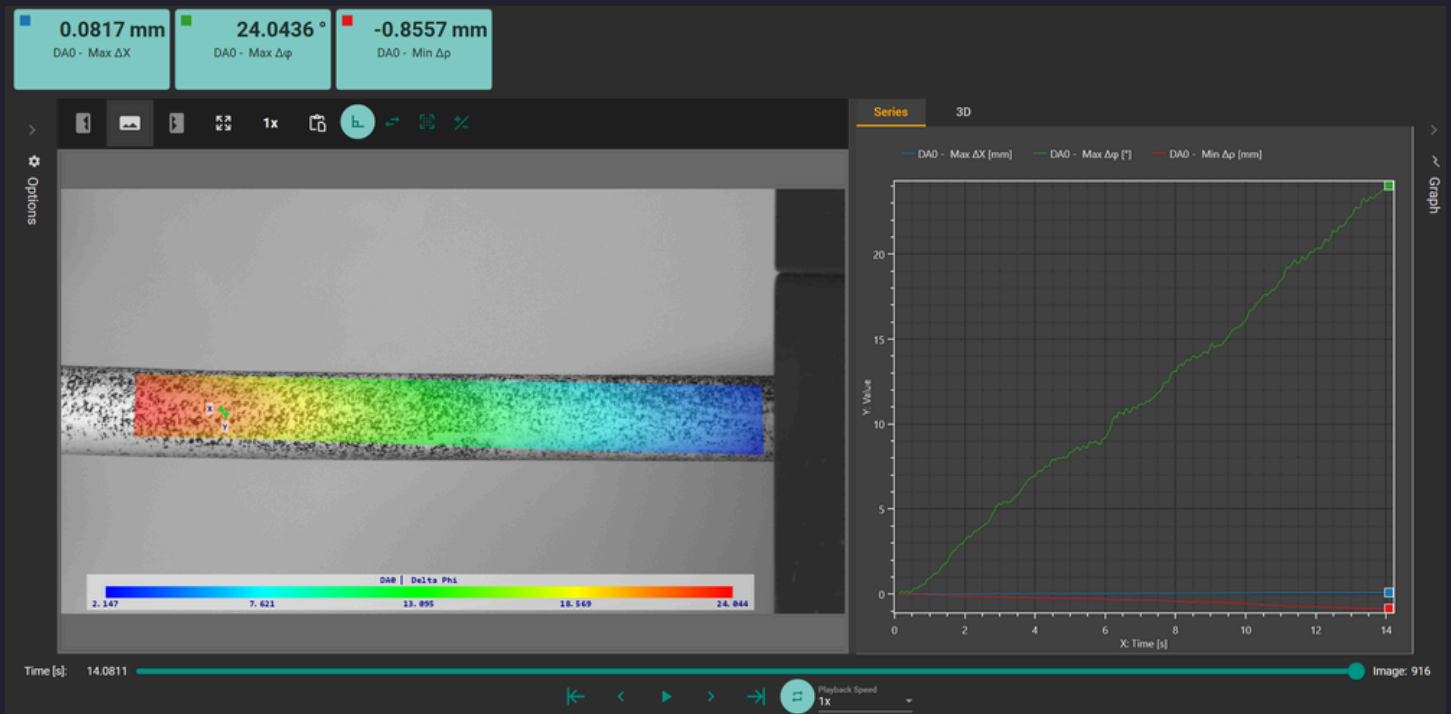 0.0817 mm
DA0 - Max ΔX
24.0436 °
DA0 - Max Δφ
-0.8557 mm
DA0 - Min Δρ
1x
Options
X
Y
DA0 | Delta Phi
2.147 7.621 13.095 18.569 24.044
Series 3D
DA0 - Max ΔX [mm] DA0 - Max Δφ [°] DA0 - Min Δρ [mm]
Y: Value
20
15
10
5
0
0 2 4 6 8 10 12 14
X: Time [s]
Graph
Time [s]: 14.0811
Image: 916
Playback Speed
1x